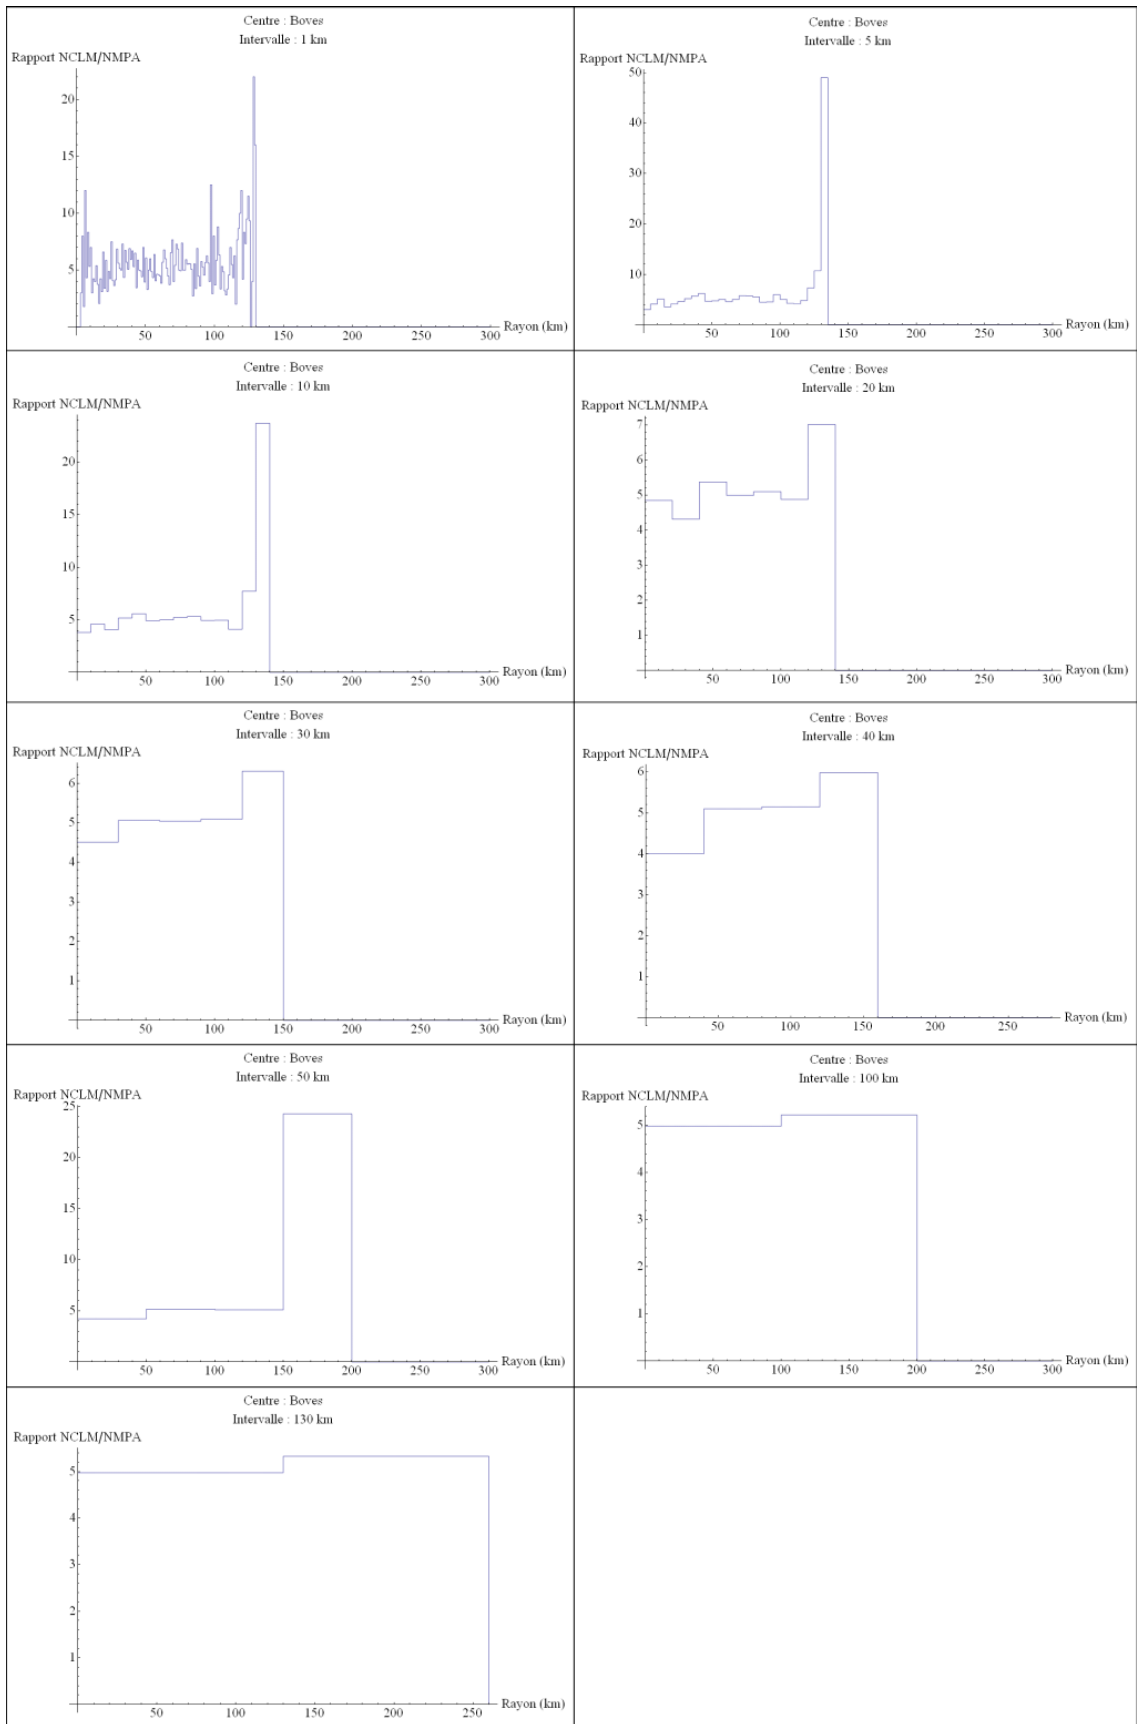 Centre : Boves
Intervalle : 1 km
Rapport NCLM/NMPA
20
15
10
5
50 100 150 200 250 300 Rayon (km)
Centre : Boves
Intervalle : 5 km
Rapport NCLM/NMPA
50
40
30
20
10
50 100 150 200 250 300 Rayon (km)
Centre : Boves
Intervalle : 10 km
Rapport NCLM/NMPA
20
15
10
5
50 100 150 200 250 300 Rayon (km)
Centre : Boves
Intervalle : 20 km
Rapport NCLM/NMPA
7
6
5
4
3
2
1
50 100 150 200 250 300 Rayon (km)
Centre : Boves
Intervalle : 30 km
Rapport NCLM/NMPA
6
5
4
3
2
1
50 100 150 200 250 300 Rayon (km)
Centre : Boves
Intervalle : 40 km
Rapport NCLM/NMPA
6
5
4
3
2
1
50 100 150 200 250 Rayon (km)
Centre : Boves
Intervalle : 50 km
Rapport NCLM/NMPA
25
20
15
10
5
50 100 150 200 250 300 Rayon (km)
Centre : Boves
Intervalle : 100 km
Rapport NCLM/NMPA
5
4
3
2
1
50 100 150 200 250 300 Rayon (km)
Centre : Boves
Intervalle : 130 km
Rapport NCLM/NMPA
5
4
3
2
1
50 100 150 200 250 Rayon (km)